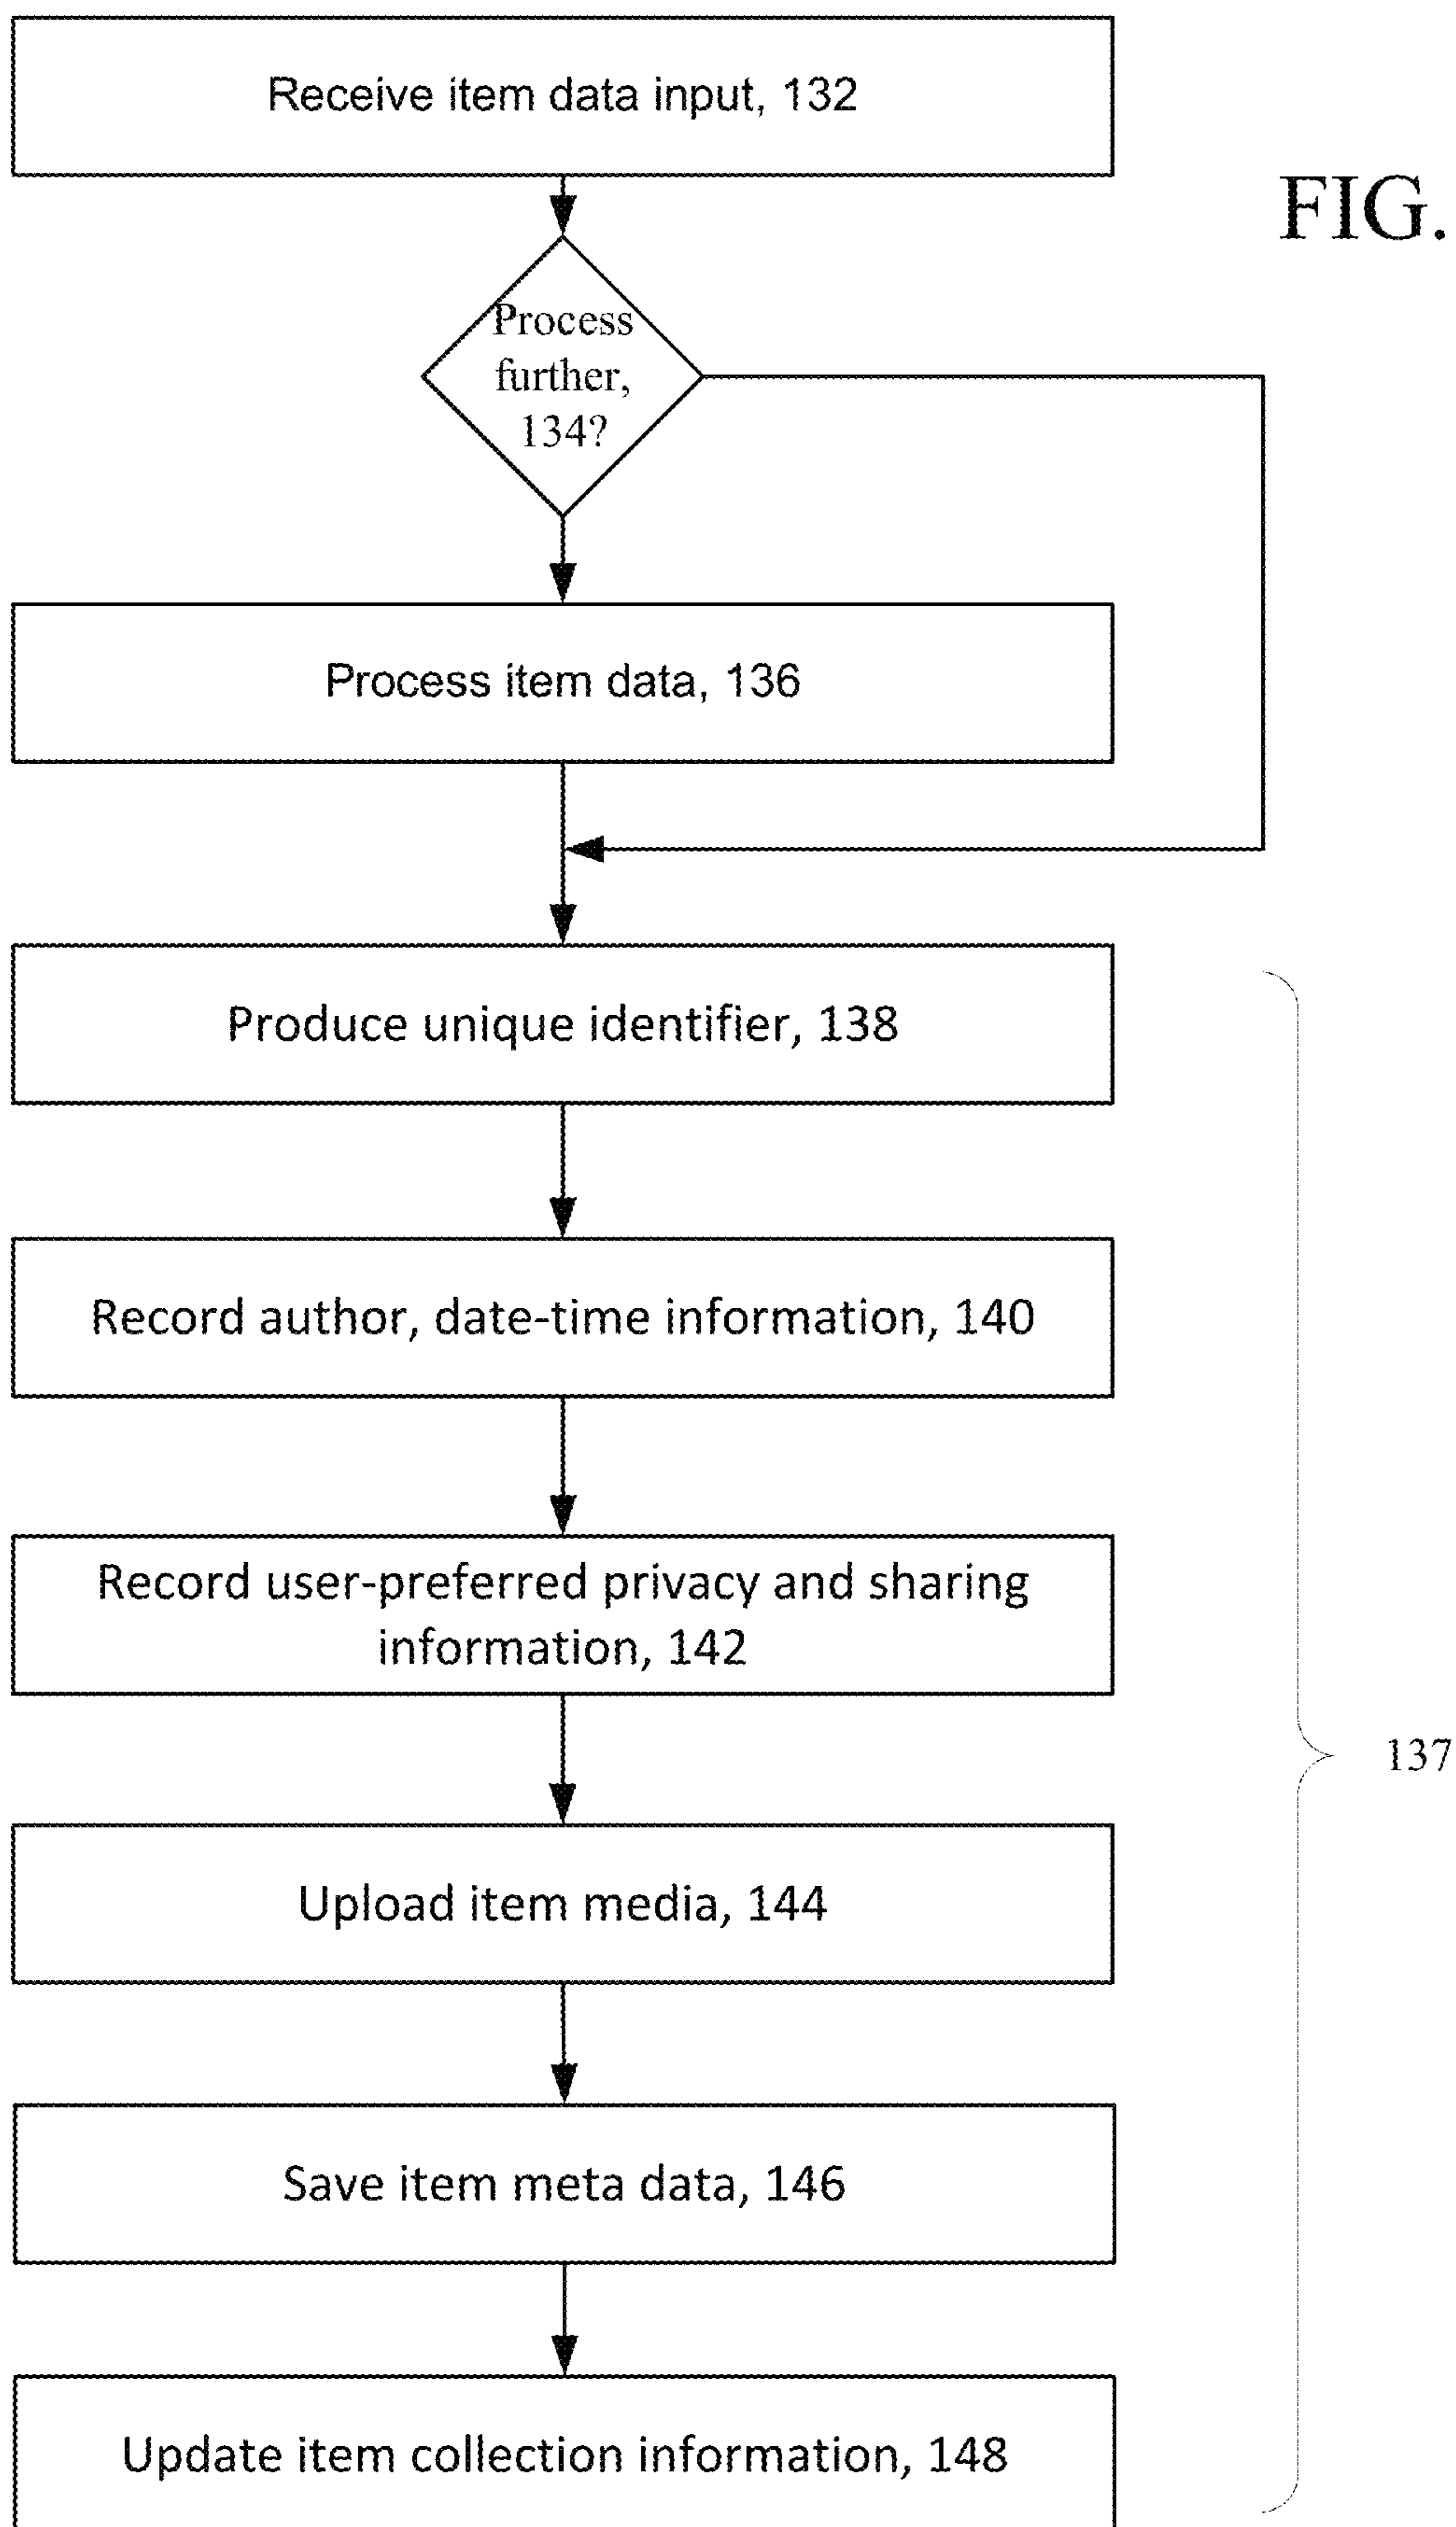 Receive item data input, 132
FIG.
Process
further,
134?
Process item data, 136
Produce unique identifier, 138
Record author, date-time information, 140
Record user-preferred privacy and sharing
information, 142
137
Upload item media, 144
Save item meta data, 146
Update item collection information, 148